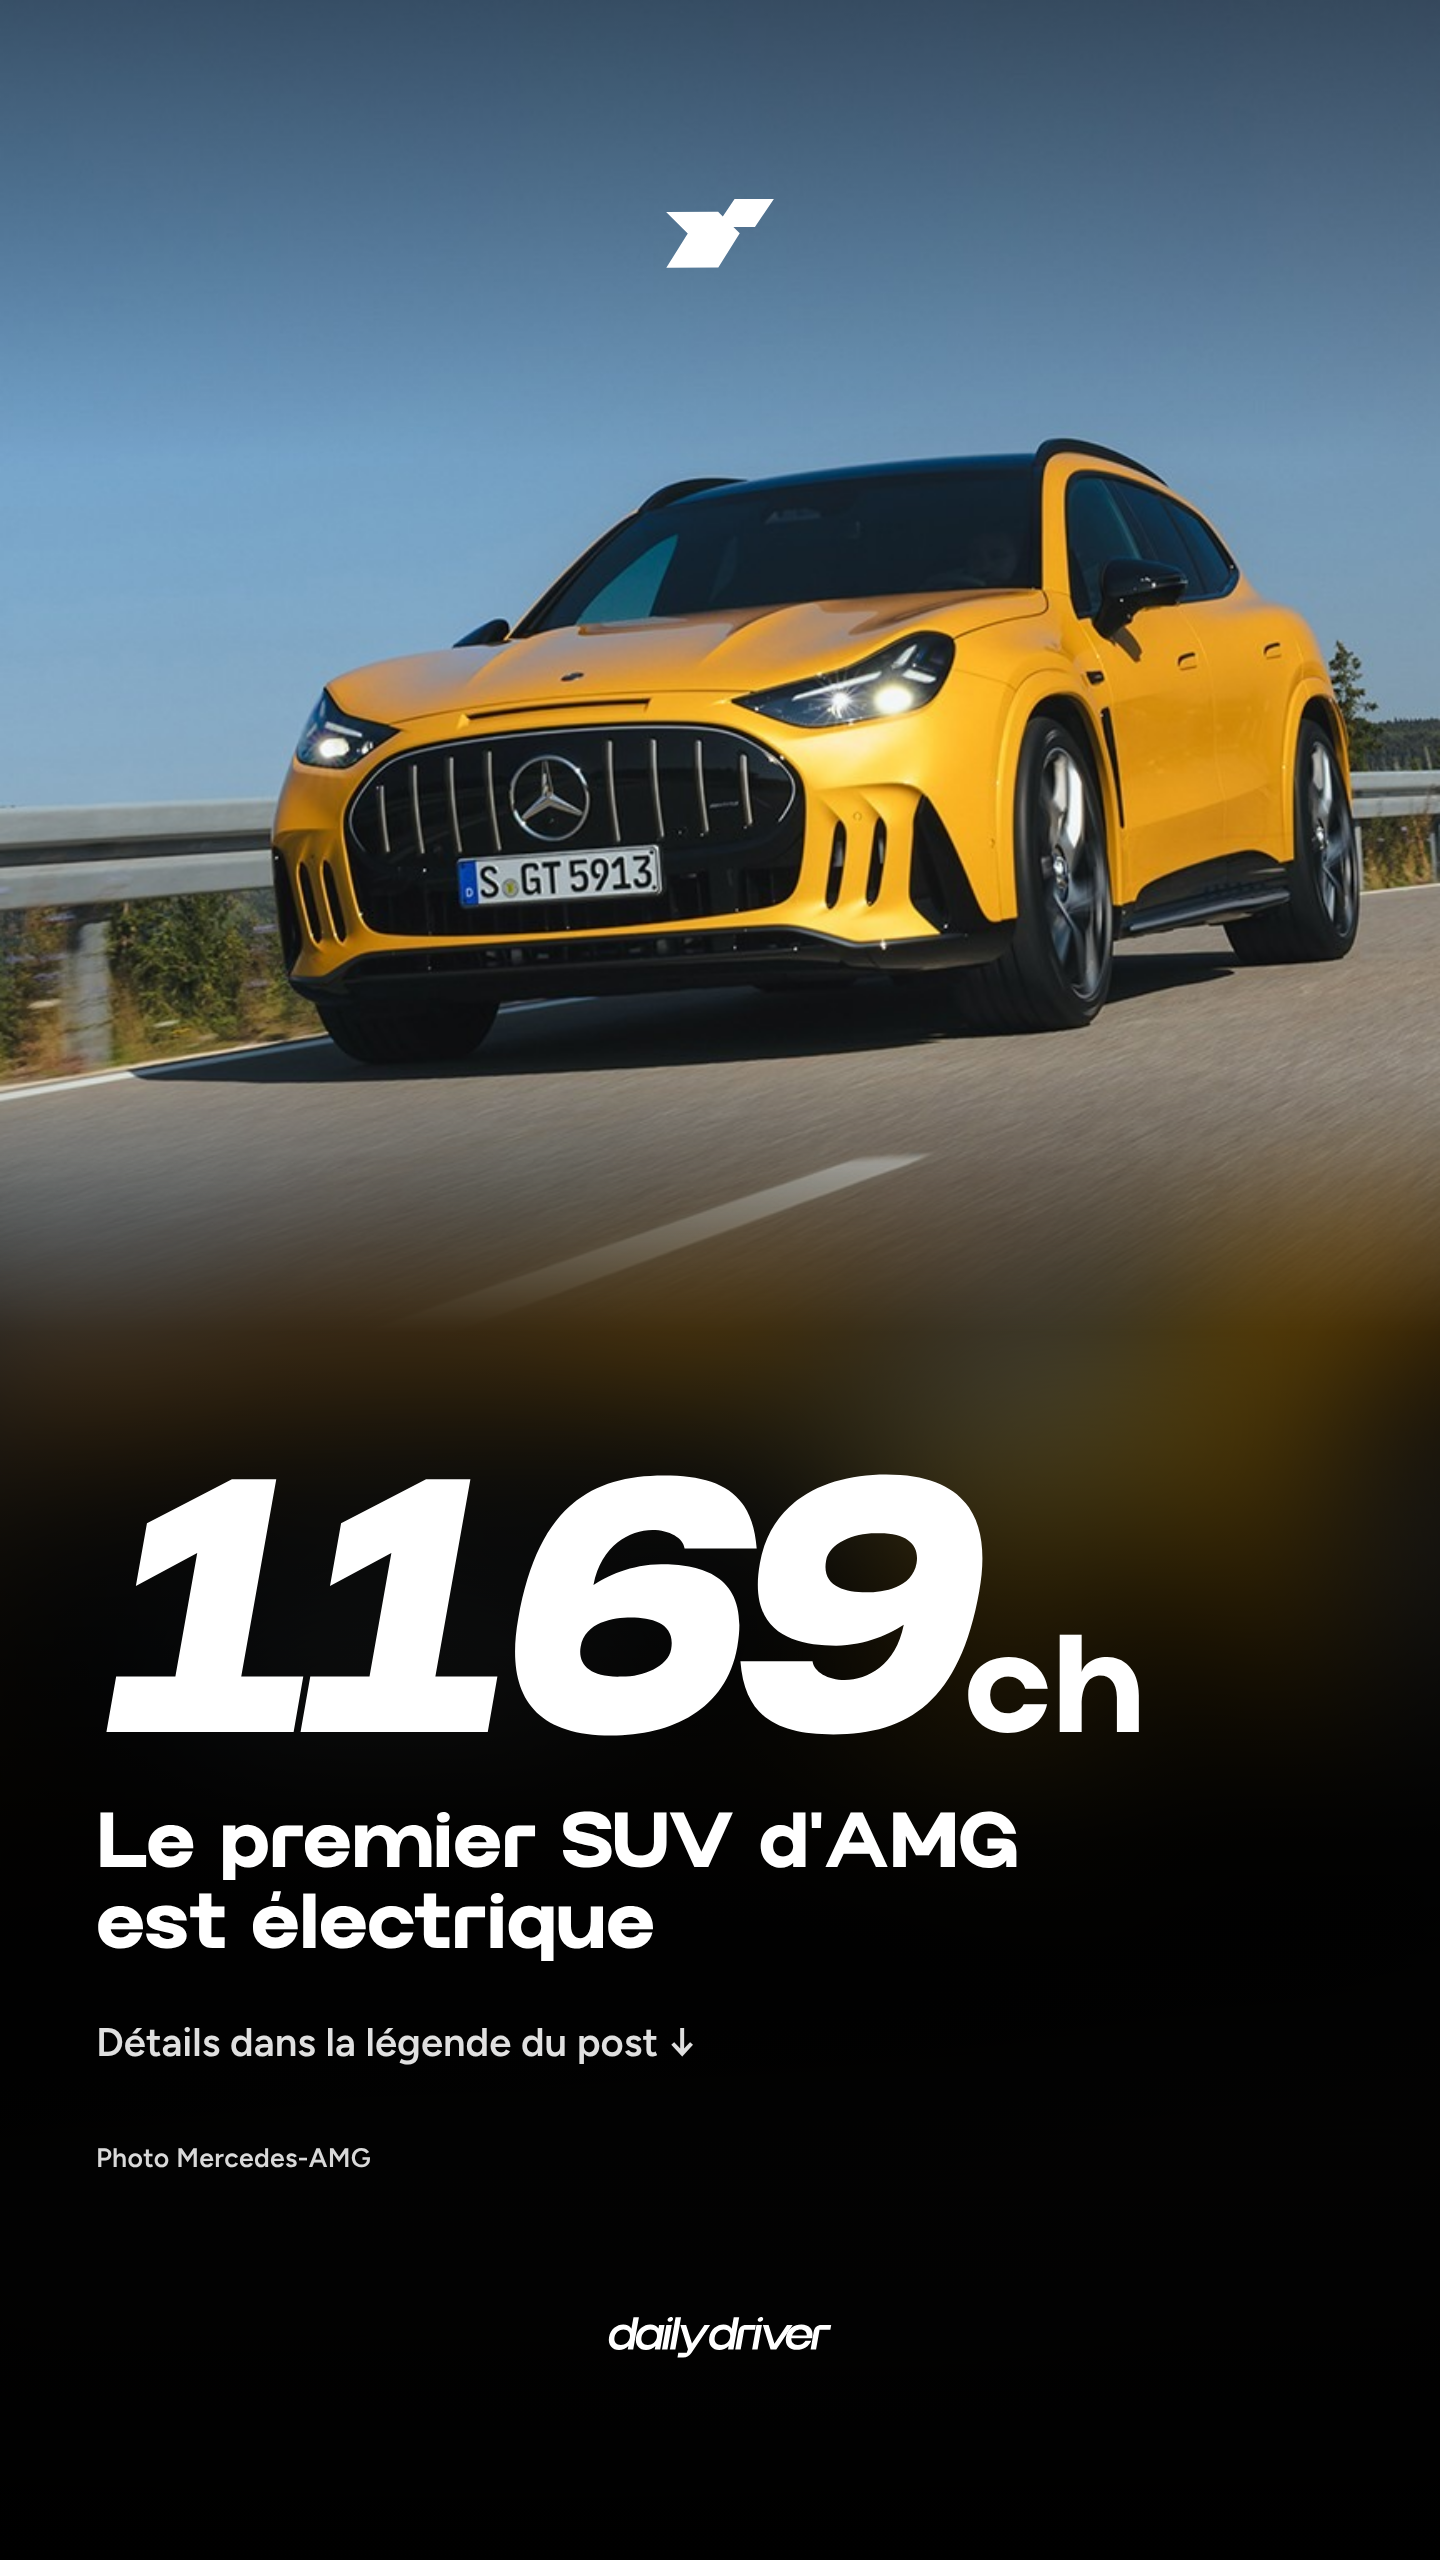 S GT 5913
1169ch
Le premier SUV d'AMG
est électrique
Détails dans la légende du post ↓
Photo Mercedes-AMG
dailydriver